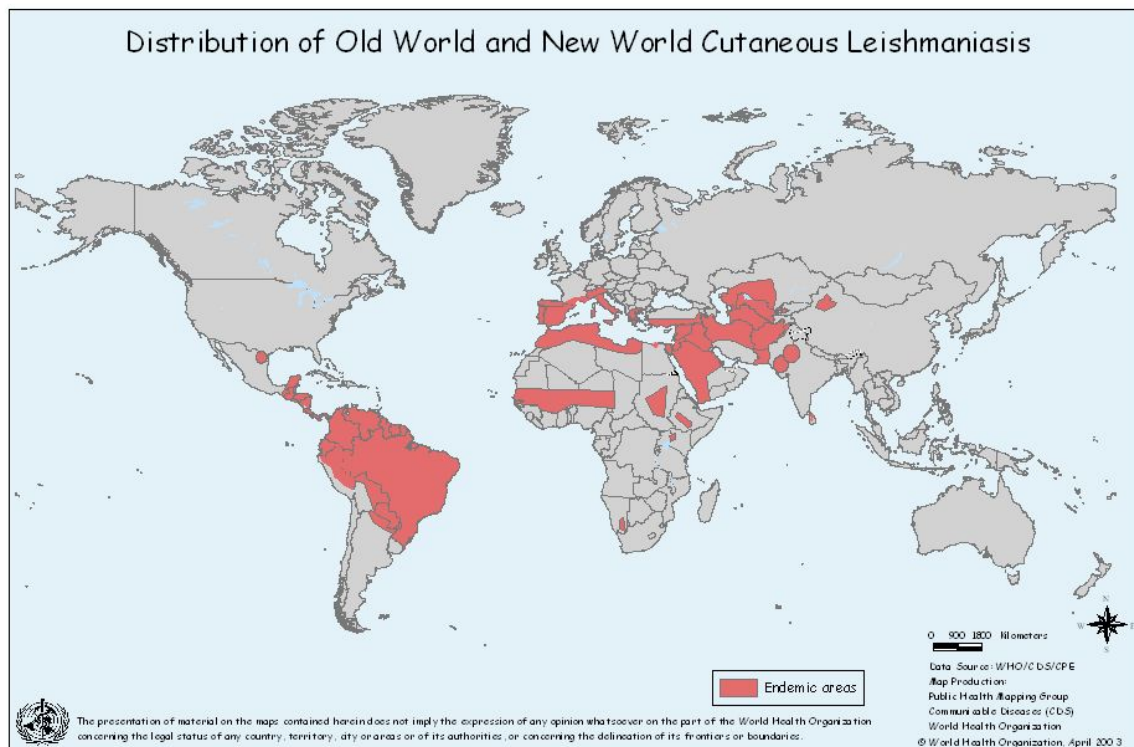 Distribution of Old World and New World Cutaneous Leishmaniasis
N
W E
S
0 900 1800 Kilometers
Data Source: WHO/CDS/CPE
Map Production:
Public Health Mapping Group
Communicable Diseases (CDS)
World Health Organization
© World Health Organization, April 2003
Endemic areas
The presentation of material on the maps contained herein does not imply the expression of any opinion whatsoever on the part of the World Health Organization
concerning the legal status of any country, territory, city or areas or of its authorities, or concerning the delineation of its frontiers or boundaries.